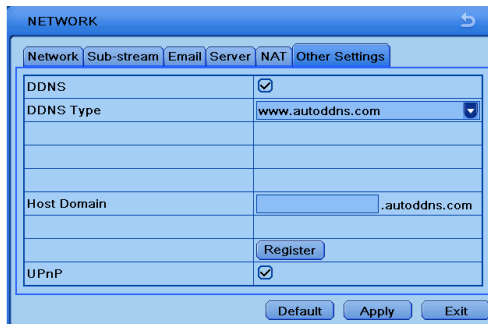 NETWORK
Network Sub-stream Email Server NAT Other Settings
DDNS
DDNS Type www.autoddns.com
Host Domain .autoddns.com
Register
UPnP
Default Apply Exit